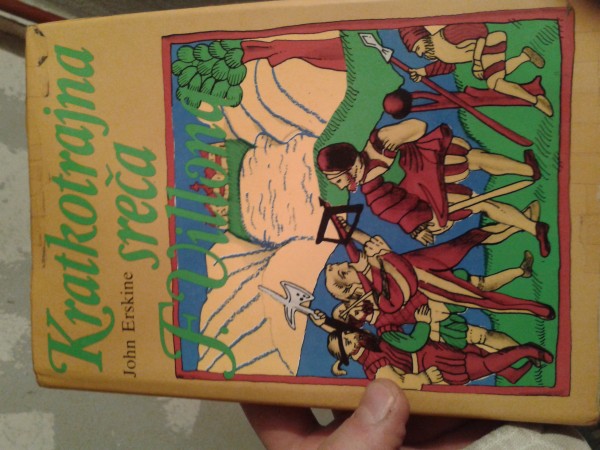 Kratkotrajna
sreča
John Erskine
F. Villona